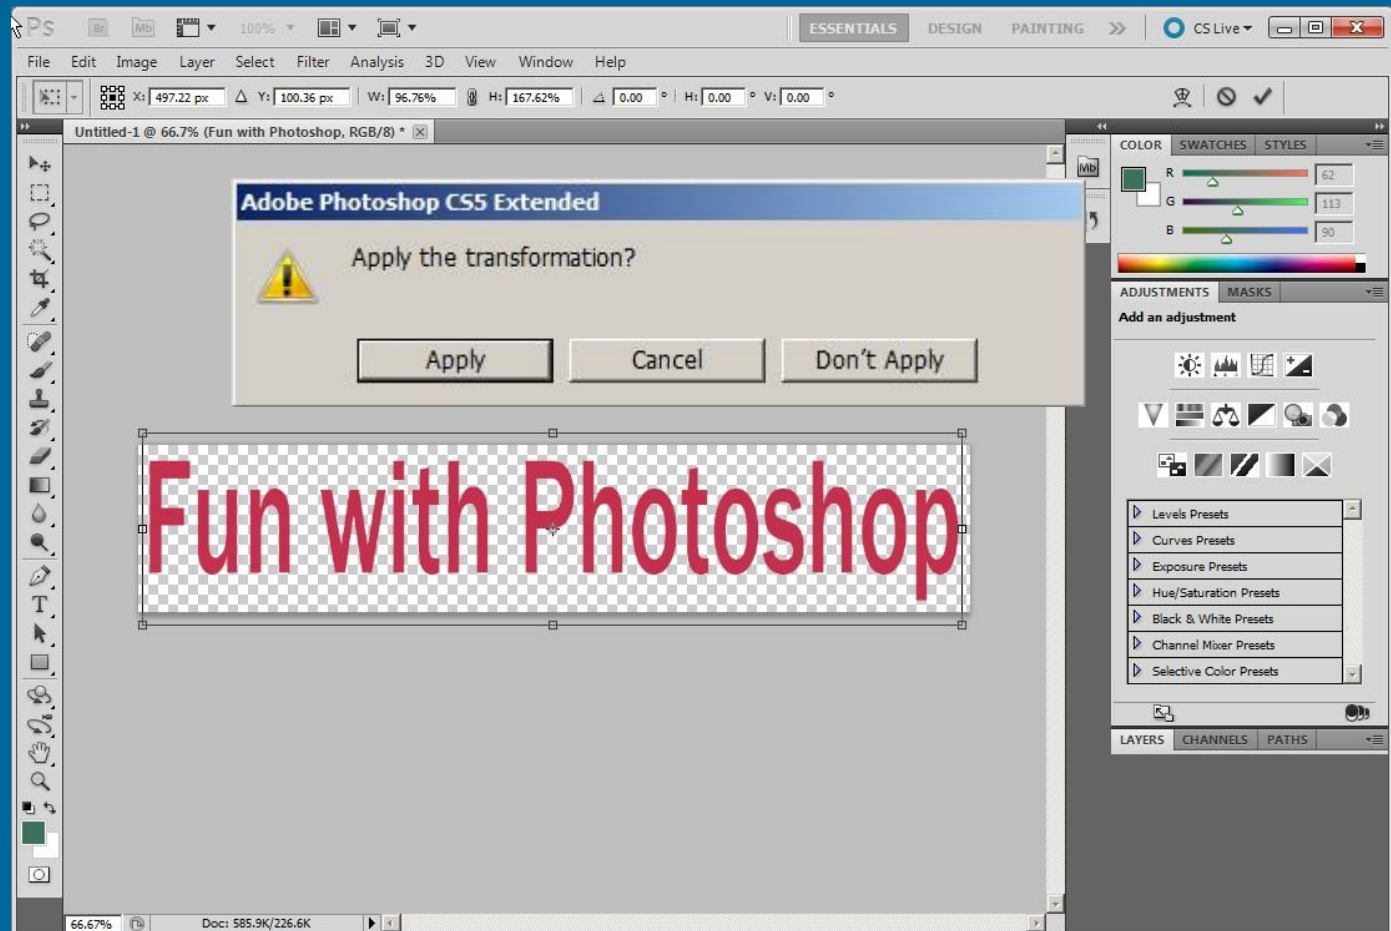 Ps Br Mb 100% ESSENTIALS DESIGN PAINTING CS Live
File Edit Image Layer Select Filter Analysis 3D View Window Help
X: 497.22 px Y: 100.36 px W: 96.76% H: 167.62% 0.00 ° H: 0.00 ° V: 0.00 °
Untitled-1 @ 66.7% (Fun with Photoshop, RGB/8) *
Mb
COLOR SWATCHES STYLES
R 62
G 113
B 90
Adobe Photoshop CS5 Extended
Apply the transformation?
Apply Cancel Don't Apply
ADJUSTMENTS MASKS
Add an adjustment
Fun with Photoshop
T
Levels Presets
Curves Presets
Exposure Presets
Hue/Saturation Presets
Black & White Presets
Channel Mixer Presets
Selective Color Presets
LAYERS CHANNELS PATHS
66.67% Doc: 585.9K/226.6K